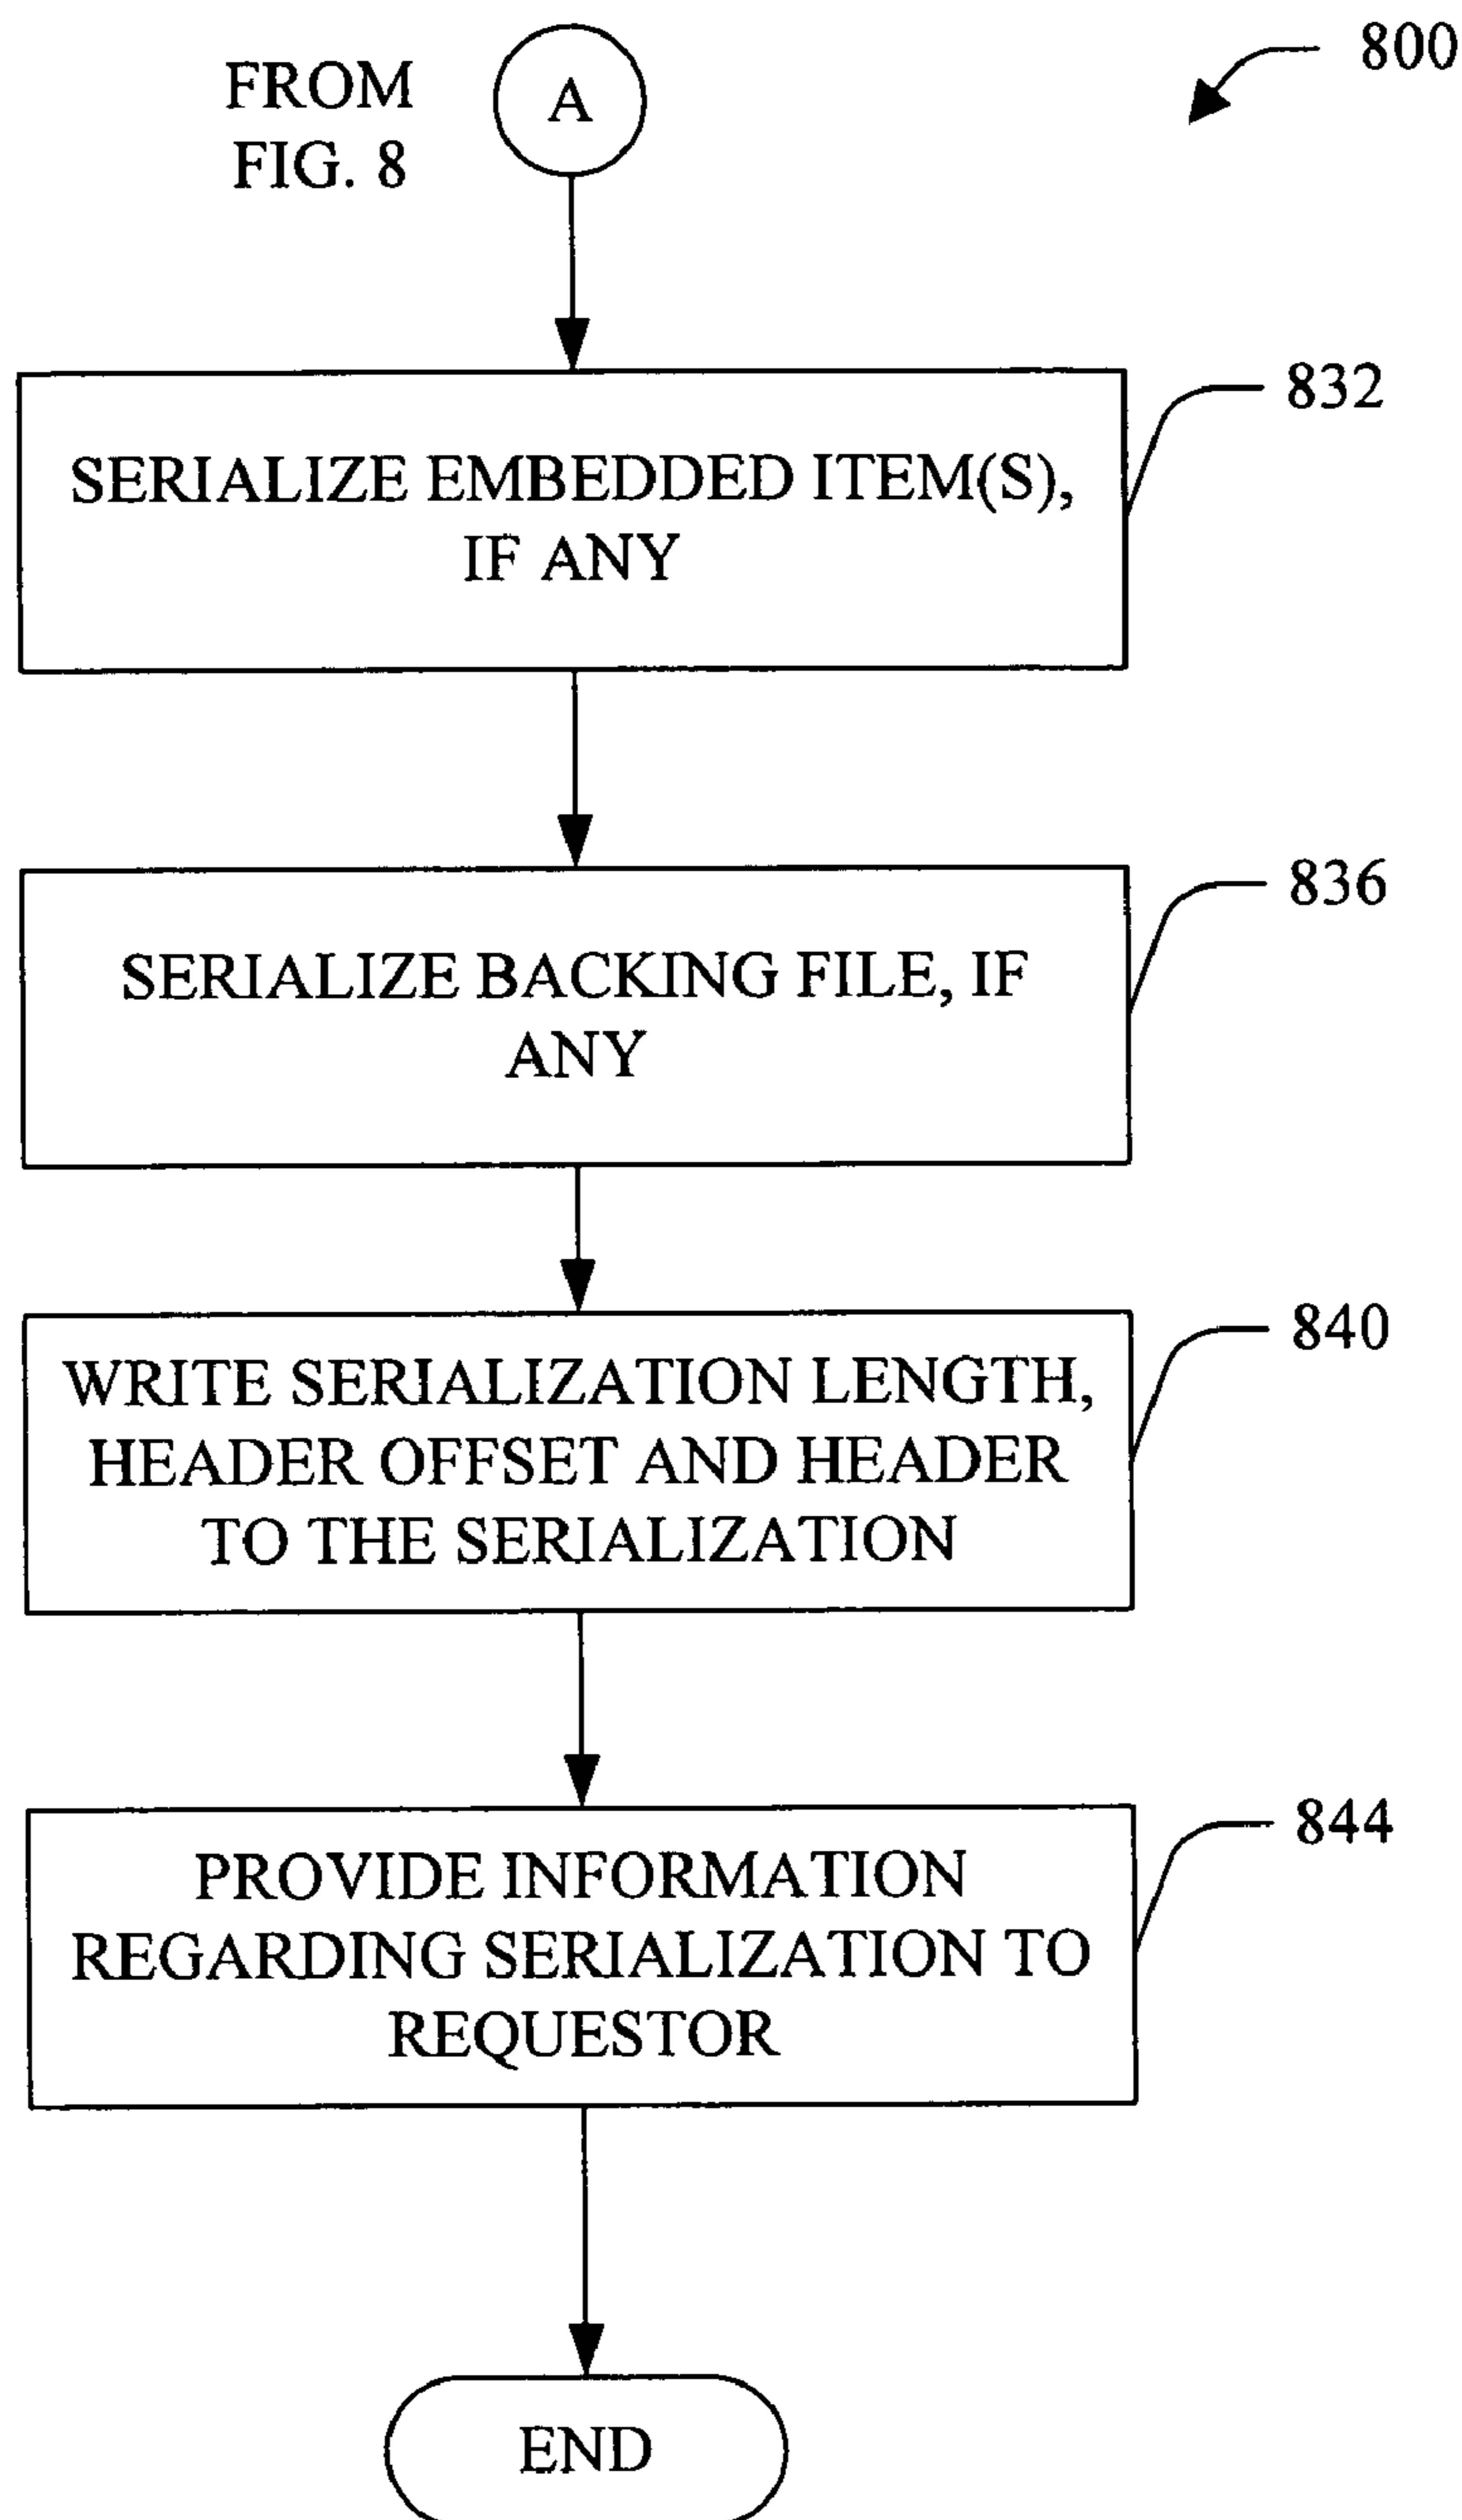 800
FROM
FIG. 8
A
832
SERIALIZE EMBEDDED ITEM(S),
IF ANY
836
SERIALIZE BACKING FILE, IF
ANY
840
WRITE SERIALIZATION LENGTH,
HEADER OFFSET AND HEADER
TO THE SERIALIZATION
844
PROVIDE INFORMATION
REGARDING SERIALIZATION TO
REQUESTOR
END